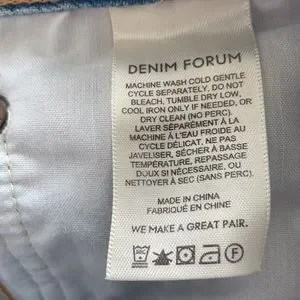 DENIM FORUM
MACHINE WASH COLD GENTLE
CYCLE SEPARATELY. DO NOT
BLEACH, TUMBLE DRY LOW,
COOL IRON ONLY IF NEEDED, OR
DRY CLEAN (NO PERC).
LAVER SÉPARÉMENT À LA
MACHINE À L'EAU FROIDE AU
CYCLE DÉLICAT, NE PAS
JAVELISER, SÉCHER À BASSE
TEMPÉRATURE, REPASSAGE
DOUX SI NÉCESSAIRE, OU
NETTOYER À SEC (SANS PERC).
MADE IN CHINA
FABRIQUÉ EN CHINE
WE MAKE A GREAT PAIR.